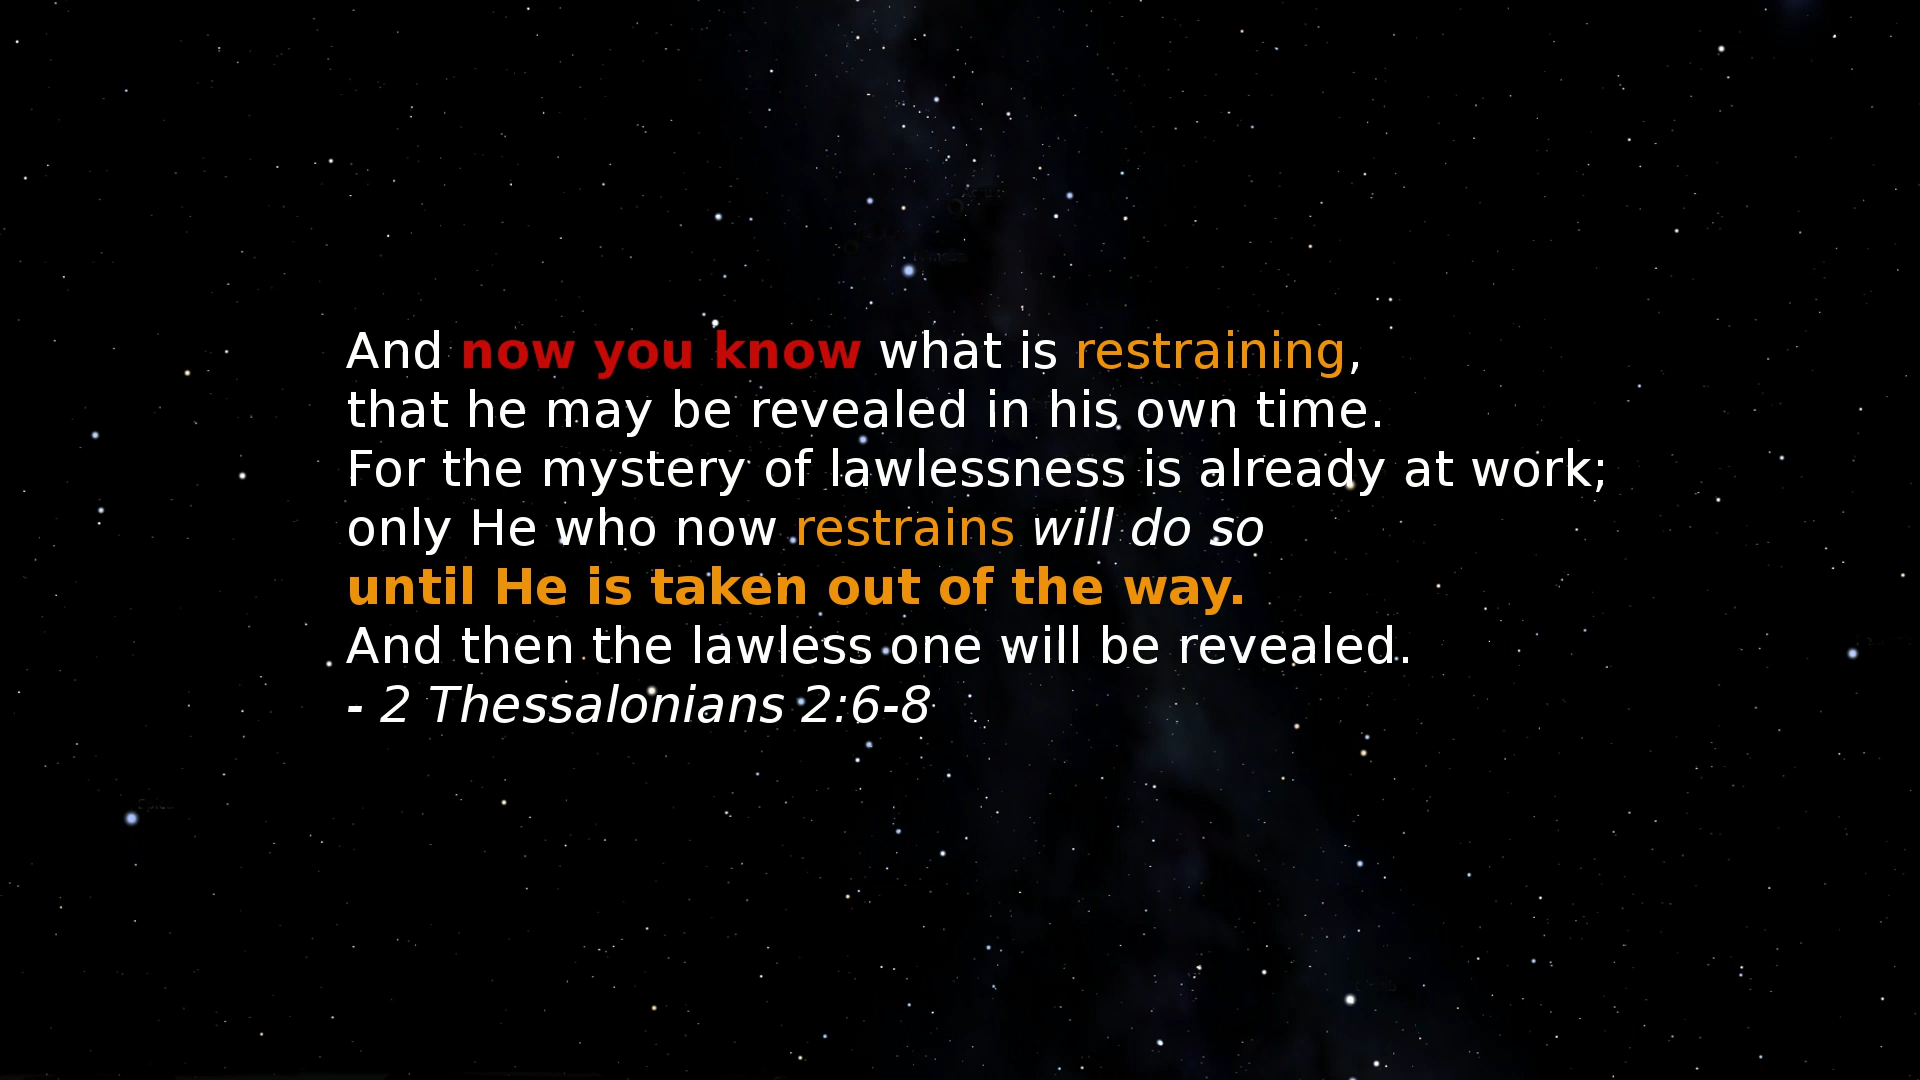 And now you know what is restraining,
that he may be revealed in his own time.
For the mystery of lawlessness is already at work;
only He who now restrains will do so
until He is taken out of the way.
And then the lawless one will be revealed.
- 2 Thessalonians 2:6-8